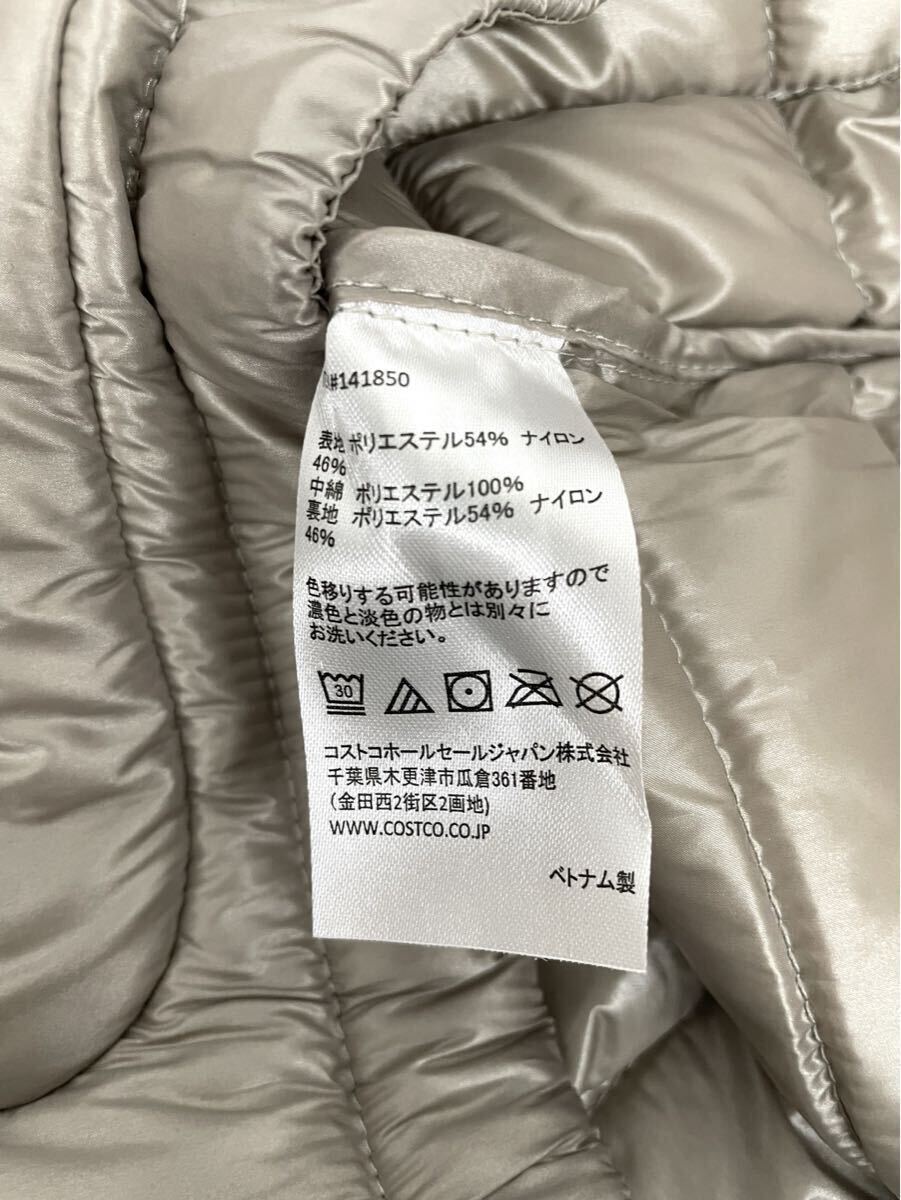 #141850
表地 ポリエステル54% ナイロン
46%
中綿 ポリエステル100%
裏地 ポリエステル54% ナイロン
46%
色移りする可能性がありますので
濃色と淡色の物とは別々に
お洗いください。
30
コストコホールセールジャパン株式会社
千葉県木更津市瓜倉361番地
（金田西2街区2画地）
WWW.COSTCO.CO.JP
ベトナム製